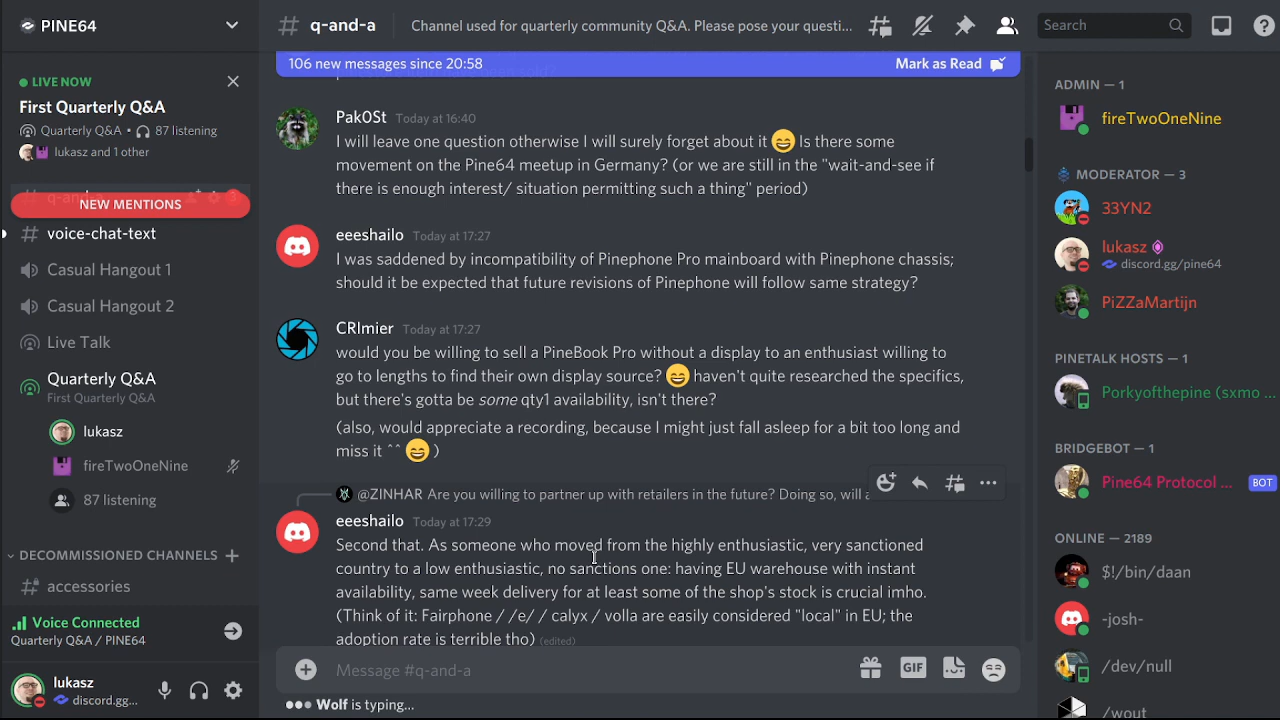 PINE64
LIVE NOW
First Quarterly Q&A
Quarterly Q&A • 87 listening
lukasz and 1 other
NEW MENTIONS
voice-chat-text
Casual Hangout 1
Casual Hangout 2
Live Talk
Quarterly Q&A
First Quarterly Q&A
lukasz
fireTwoOneNine
87 listening
DECOMMISSIONED CHANNELS
accessories
Voice Connected
Quarterly Q&A / PINE64
lukasz
discord.gg...
# q-and-a
Channel used for quarterly community Q&A. Please pose your questi...
Search
106 new messages since 20:58
Mark as Read
PakOSt Today at 16:40
I will leave one question otherwise I will surely forget about it 😄 Is there some
movement on the Pine64 meetup in Germany? (or we are still in the "wait-and-see if
there is enough interest/ situation permitting such a thing" period)
eeeshailo Today at 17:27
I was saddened by incompatibility of Pinephone Pro mainboard with Pinephone chassis;
should it be expected that future revisions of Pinephone will follow same strategy?
CRImier Today at 17:27
would you be willing to sell a PineBook Pro without a display to an enthusiast willing to
go to lengths to find their own display source? 😄 haven't quite researched the specifics,
but there's gotta be some qty1 availability, isn't there?
(also, would appreciate a recording, because I might just fall asleep for a bit too long and
miss it ^^ 😄 )
@ZINHAR Are you willing to partner up with retailers in the future? Doing so, will a
eeeshailo Today at 17:29
Second that. As someone who moved from the highly enthusiastic, very sanctioned
country to a low enthusiastic, no sanctions one: having EU warehouse with instant
availability, same week delivery for at least some of the shop's stock is crucial imho.
(Think of it: Fairphone / /e/ / calyx / volla are easily considered "local" in EU; the
adoption rate is terrible tho) (edited)
Message #q-and-a
GIF
Wolf is typing...
ADMIN — 1
fireTwoOneNine
MODERATOR — 3
33YN2
lukasz
discord.gg/pine64
PiZZaMartijn
PINETALK HOSTS — 1
Porkyofthepine (sxmo ...
BRIDGEBOT — 1
Pine64 Protocol ... BOT
ONLINE — 2189
$!/bin/daan
-josh-
/dev/null
/wout